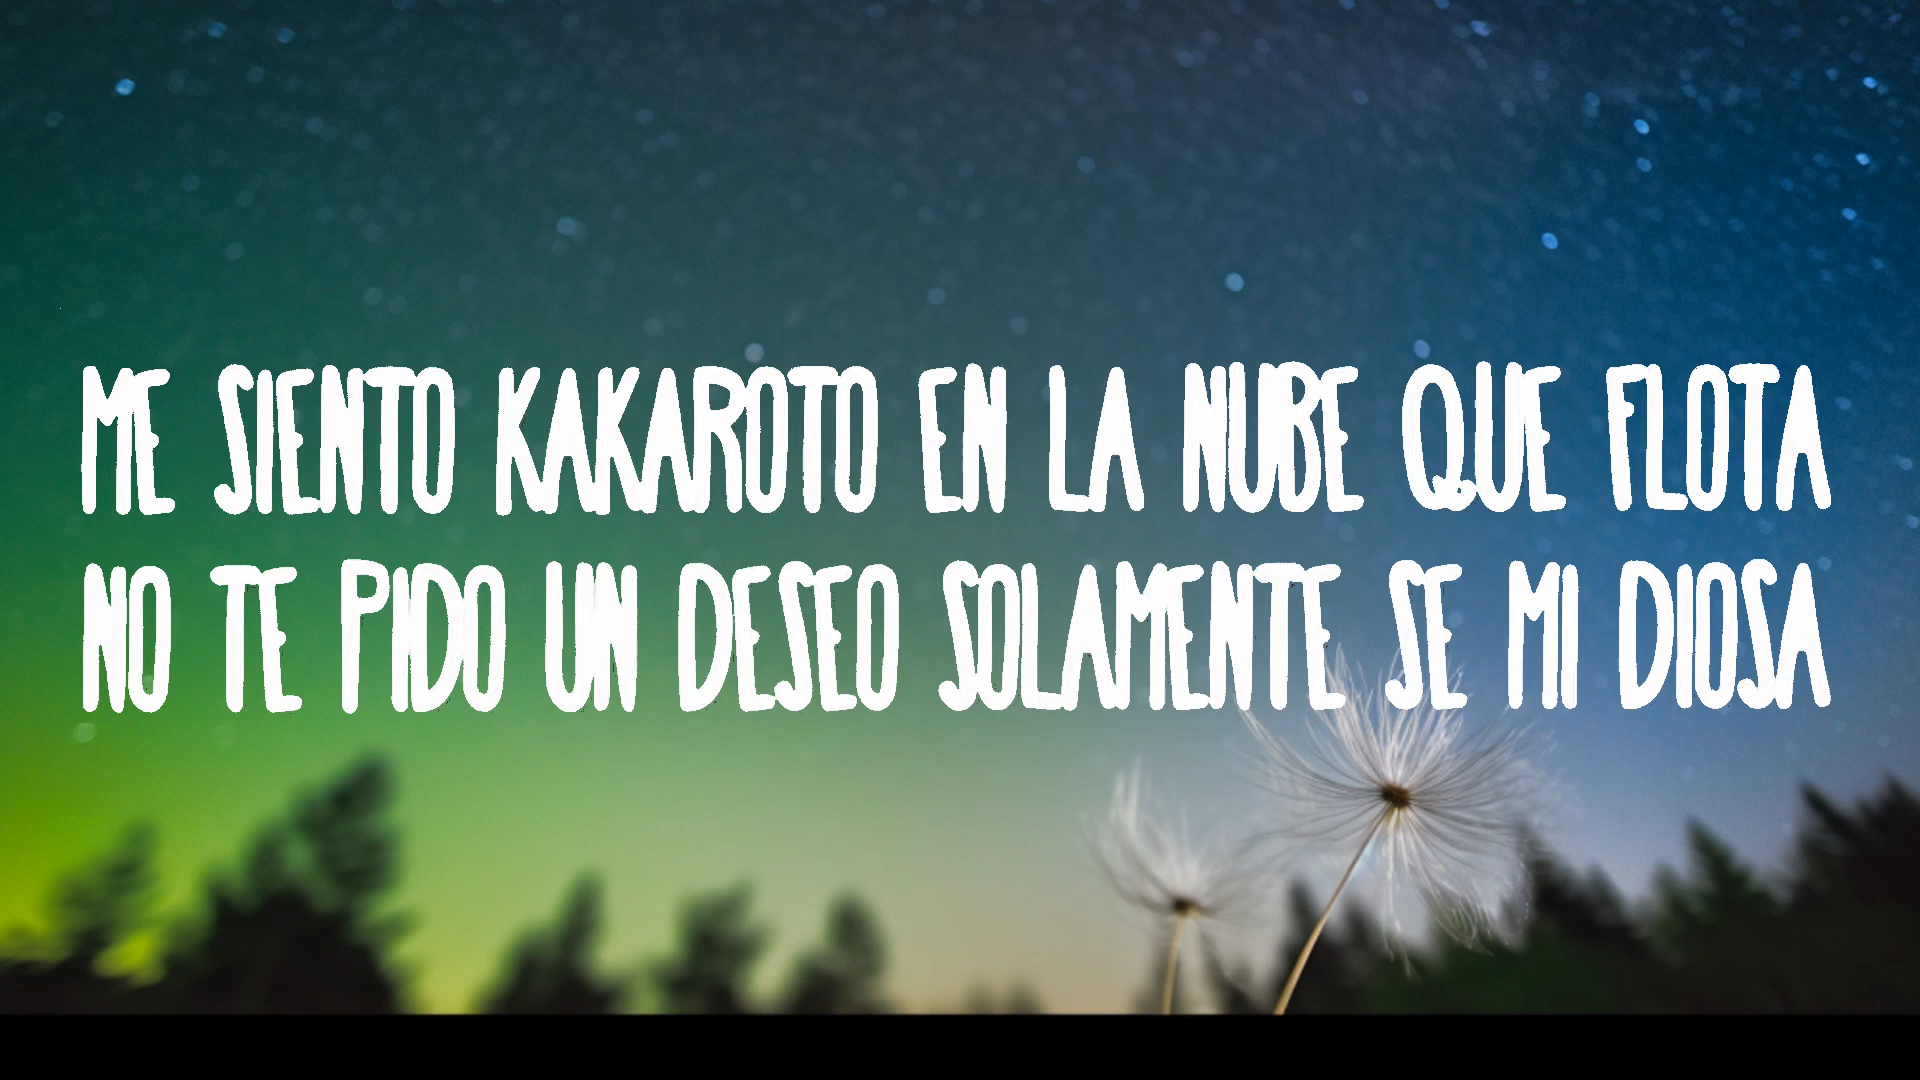 ME SIENTO KAKAROTO EN LA NUBE QUE FLOTA
NO TE PIDO UN DESEO SOLAMENTE SE MI DIOSA